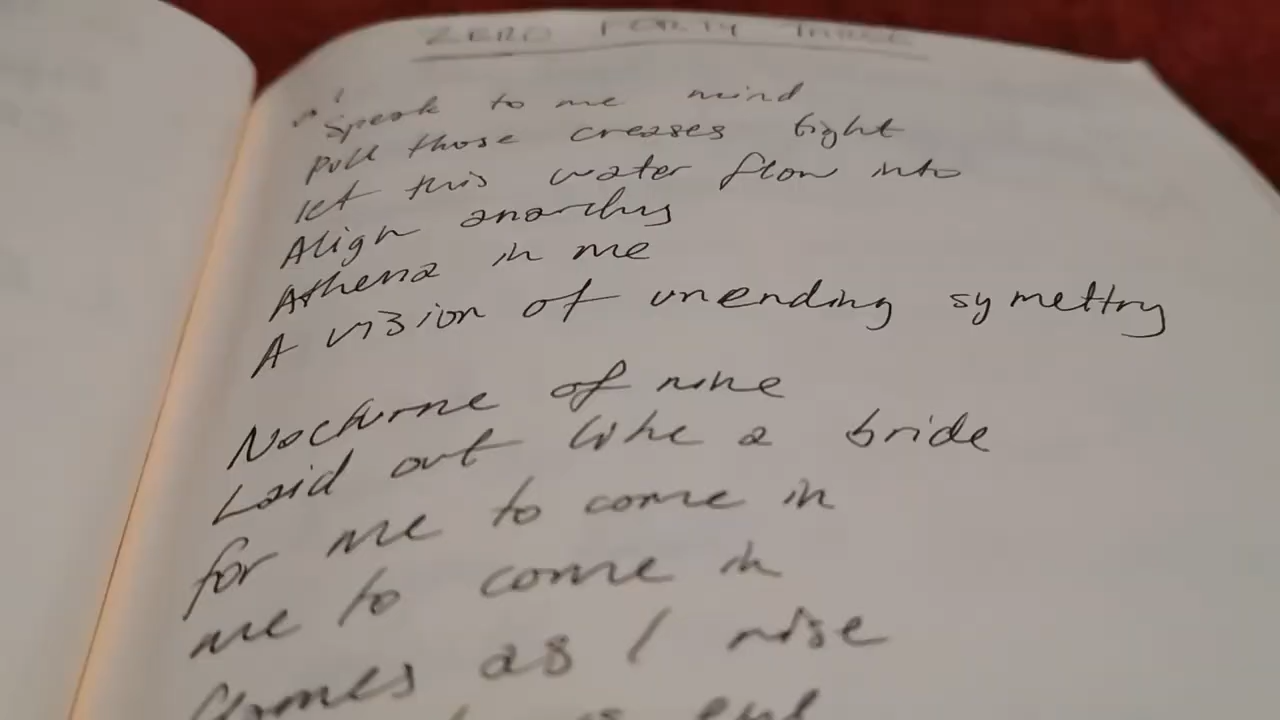 ZERO FORTY THREE
Speak to me mind
pull those creases tight
let this water flow into
Align anarchy
Athena in me
A vision of unending symettry
Nocturne of nine
Laid out like a bride
for me to come in
me to come in
flames as I rise